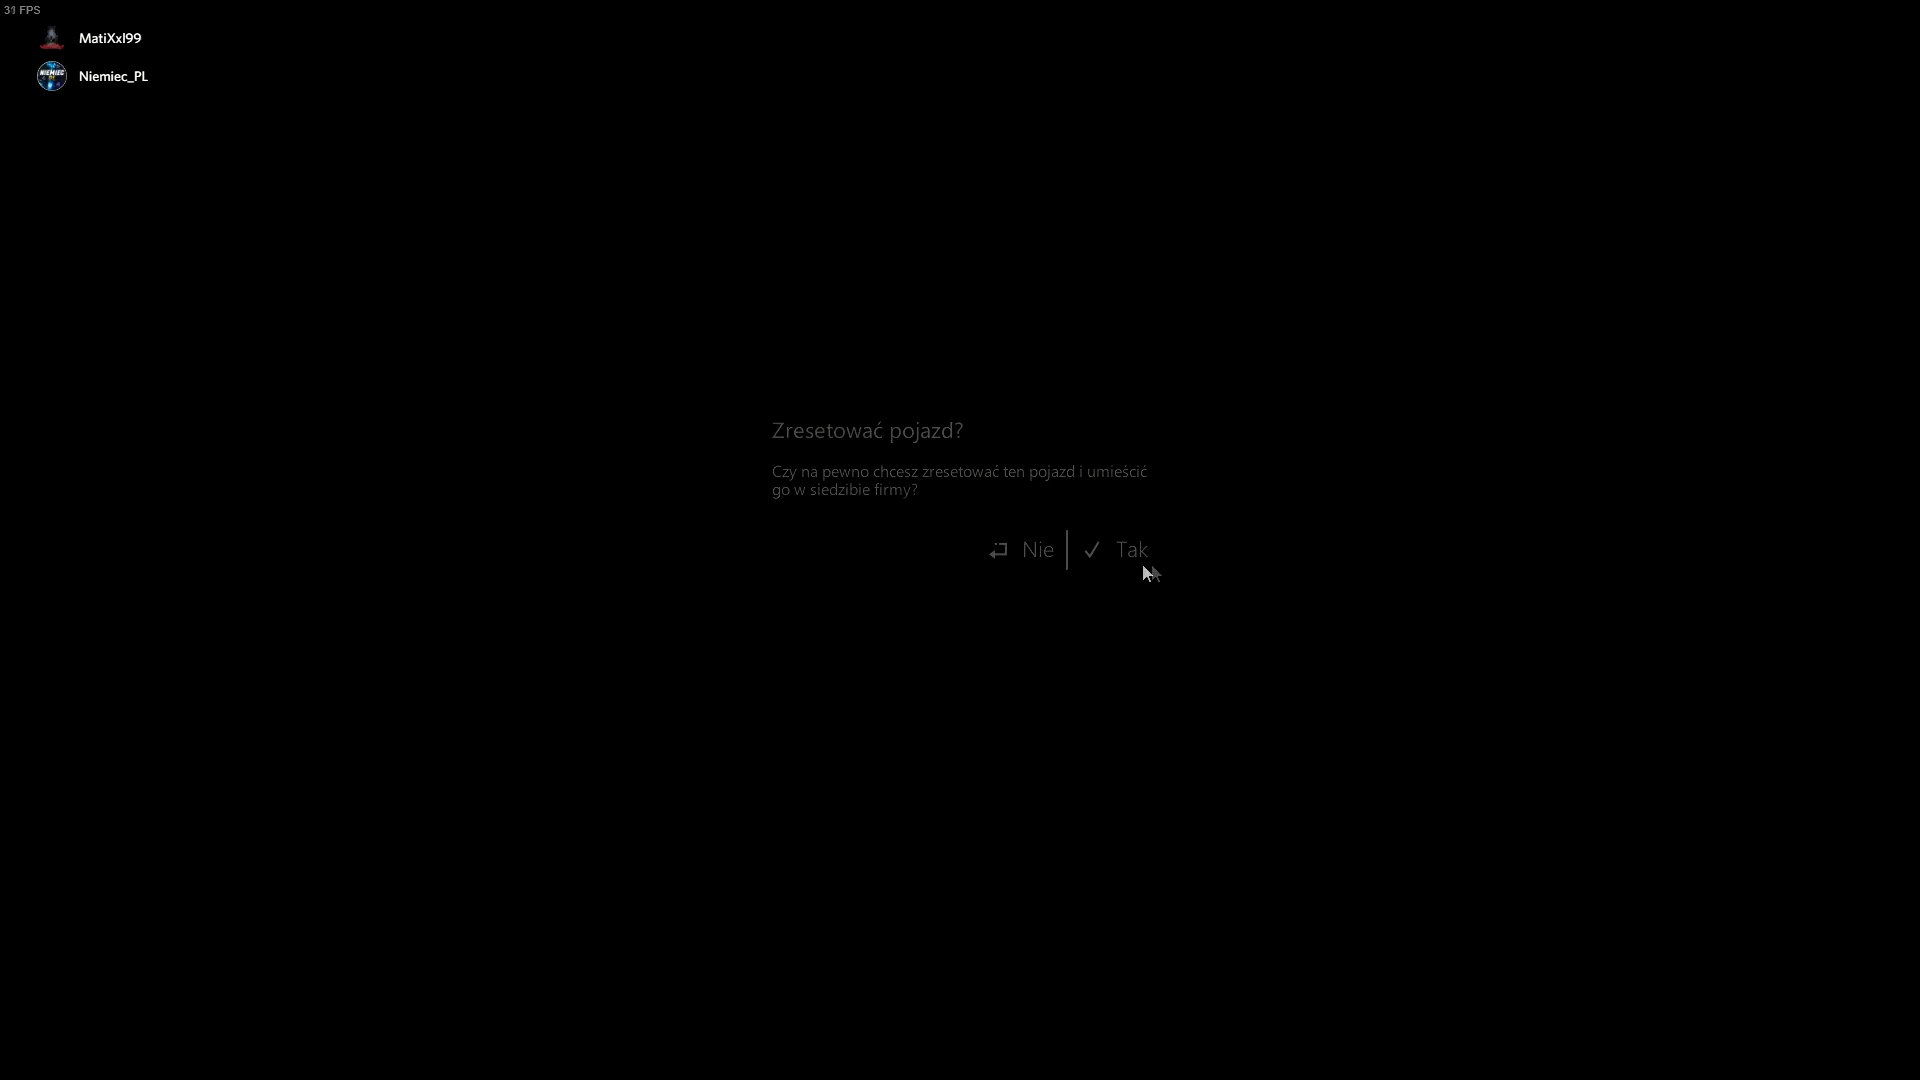 31 FPS
MatiXxl99
Niemiec_PL
Zresetować pojazd?
Czy na pewno chcesz zresetować ten pojazd i umieścić
go w siedzibie firmy?
Nie
Tak